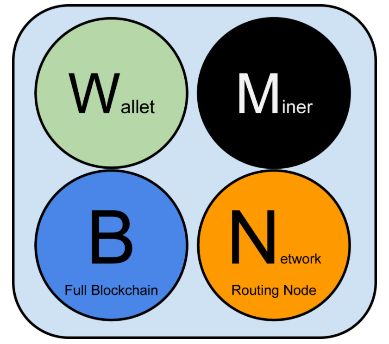 Wallet
Miner
B
Full Blockchain
Network
Routing Node